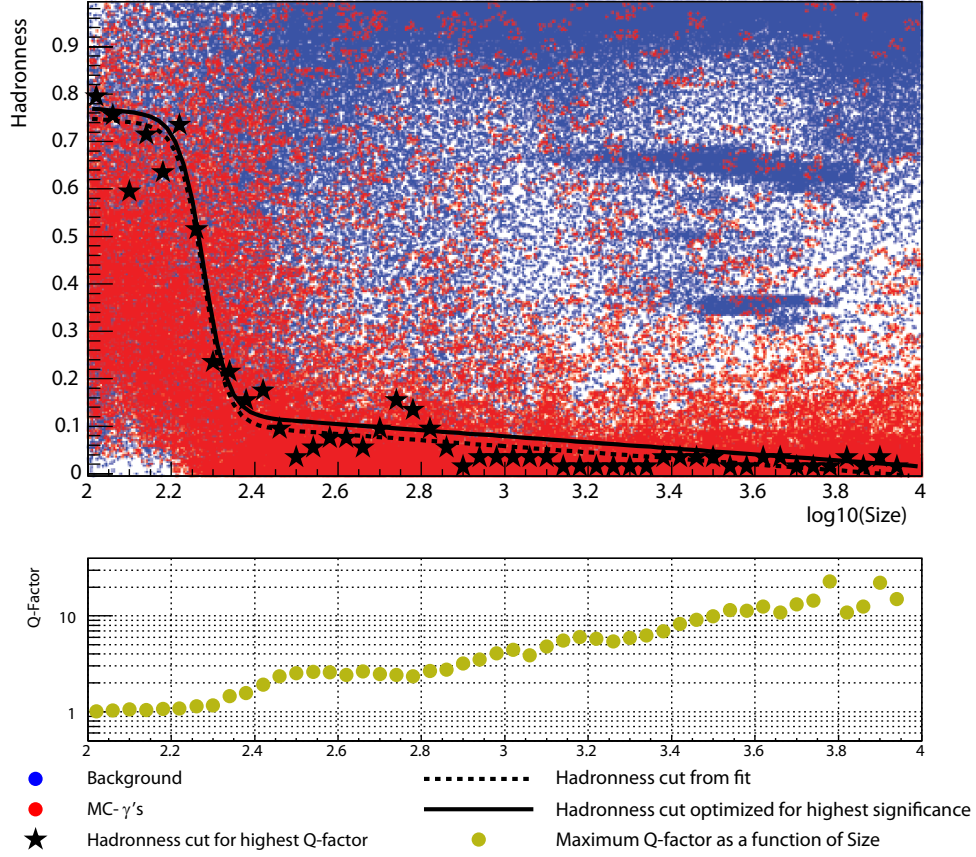 Hadronness
0.9
0.8
0.7
0.6
0.5
0.4
0.3
0.2
0.1
0
2 2.2 2.4 2.6 2.8 3 3.2 3.4 3.6 3.8 4
log10(Size)
Q-Factor
10
1
2 2.2 2.4 2.6 2.8 3 3.2 3.4 3.6 3.8 4
Background
Hadronness cut from fit
MC-γ's
Hadronness cut optimized for highest significance
Hadronness cut for highest Q-factor
Maximum Q-factor as a function of Size